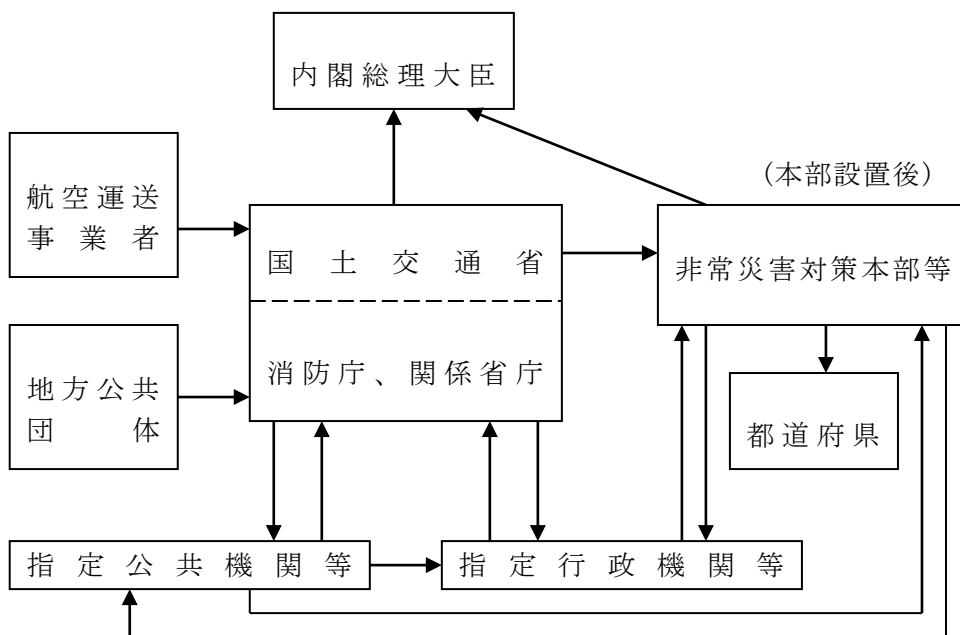 内閣総理大臣
(本部設置後)
航空運送
事業者
国土交通省
非常災害対策本部等
消防庁、関係省庁
地方公共
団体
都道府県
指定公共機関等
指定行政機関等